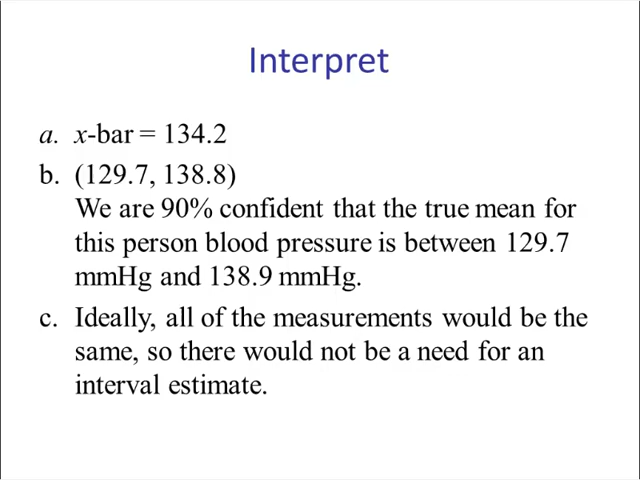 Interpret
a. x-bar = 134.2
b. (129.7, 138.8)
We are 90% confident that the true mean for
this person blood pressure is between 129.7
mmHg and 138.9 mmHg.
c. Ideally, all of the measurements would be the
same, so there would not be a need for an
interval estimate.